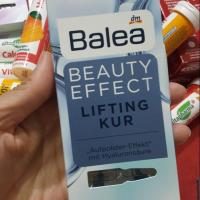 dm
Balea
BEAUTY
EFFECT
LIFTING
KUR
„Aufpolster-Effekt"
mit Hyaluronsäure